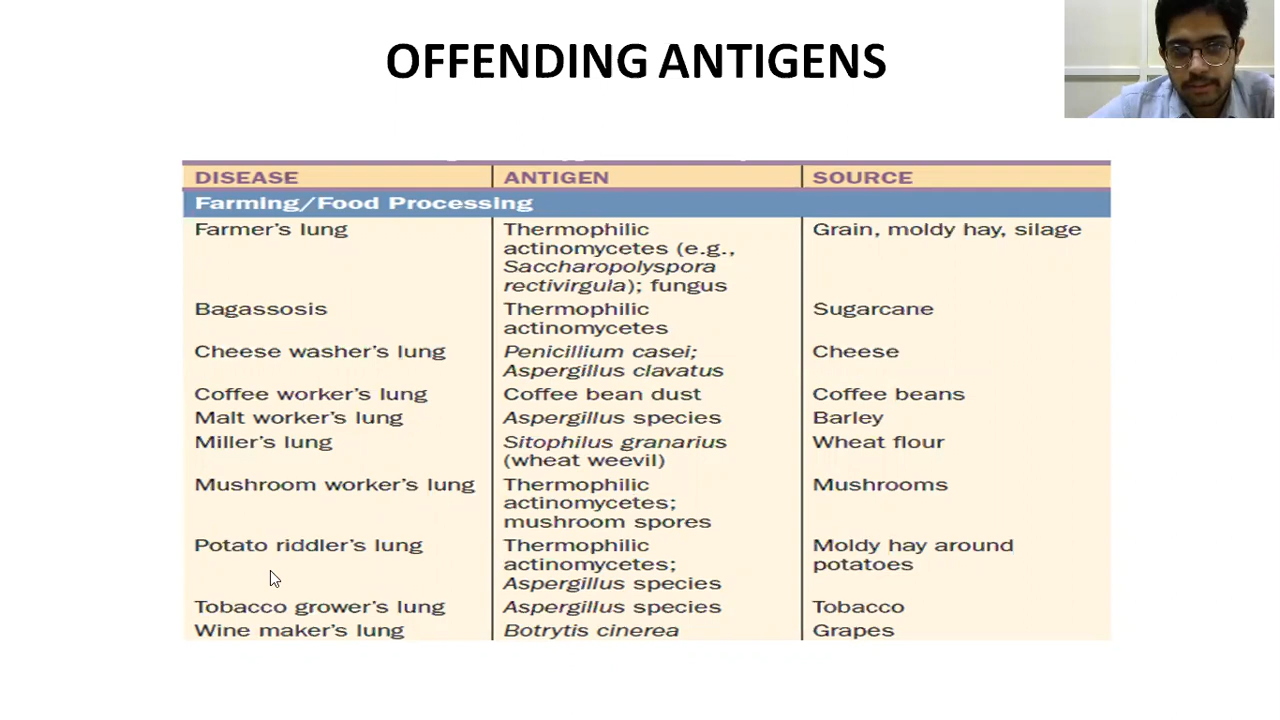 OFFENDING ANTIGENS
DISEASE ANTIGEN SOURCE
Farming/Food Processing
Farmer's lung Thermophilic Grain, moldy hay, silage
actinomycetes (e.g.,
Saccharopolyspora
rectivirgula); fungus
Bagassosis Thermophilic Sugarcane
actinomycetes
Cheese washer's lung Penicillium casei; Cheese
Aspergillus clavatus
Coffee worker's lung Coffee bean dust Coffee beans
Malt worker's lung Aspergillus species Barley
Miller's lung Sitophilus granarius Wheat flour
(wheat weevil)
Mushroom worker's lung Thermophilic Mushrooms
actinomycetes;
mushroom spores
Potato riddler's lung Thermophilic Moldy hay around
actinomycetes; potatoes
Aspergillus species
Tobacco grower's lung Aspergillus species Tobacco
Wine maker's lung Botrytis cinerea Grapes